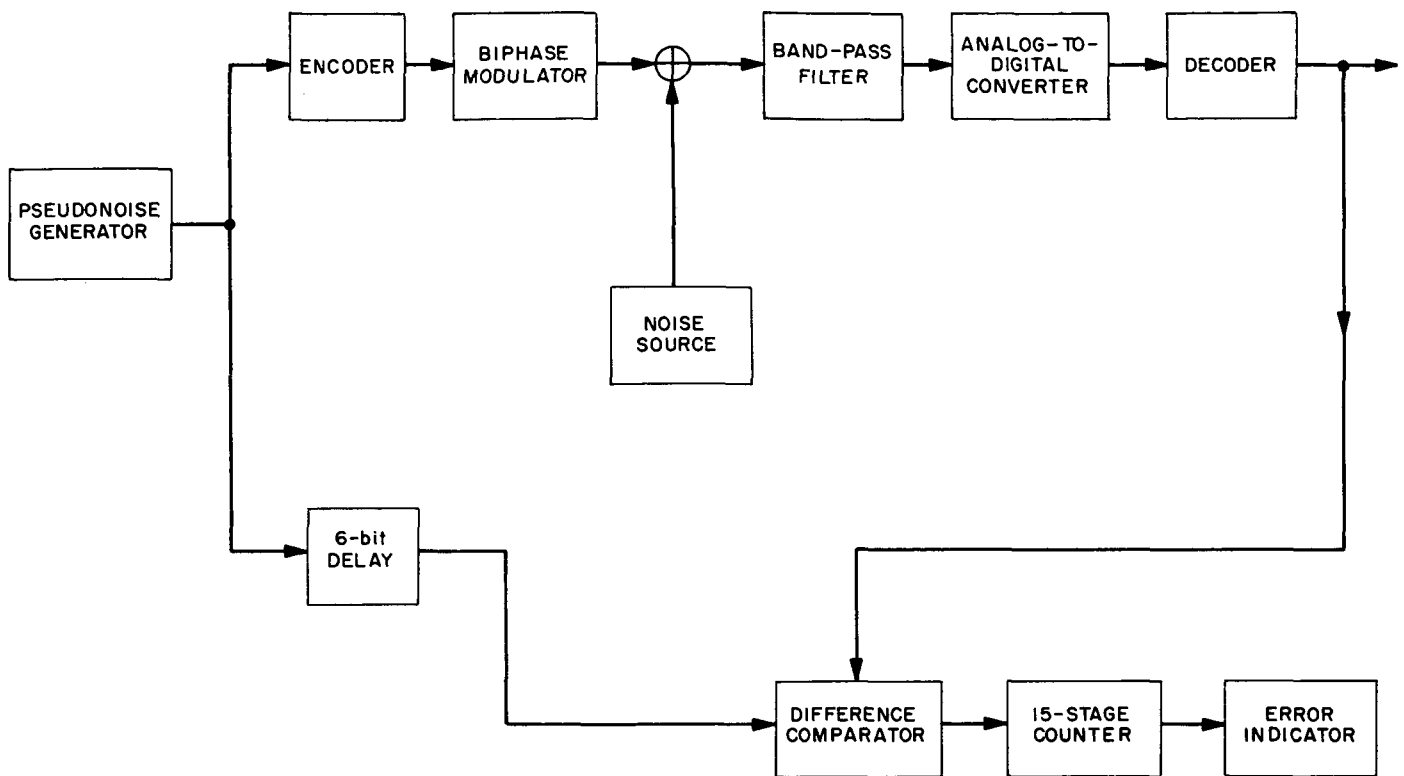 ENCODER
BIPHASE
MODULATOR
BAND-PASS
FILTER
ANALOG-TO-
DIGITAL
CONVERTER
DECODER
PSEUDONOISE
GENERATOR
NOISE
SOURCE
6-bit
DELAY
DIFFERENCE
COMPARATOR
15-STAGE
COUNTER
ERROR
INDICATOR